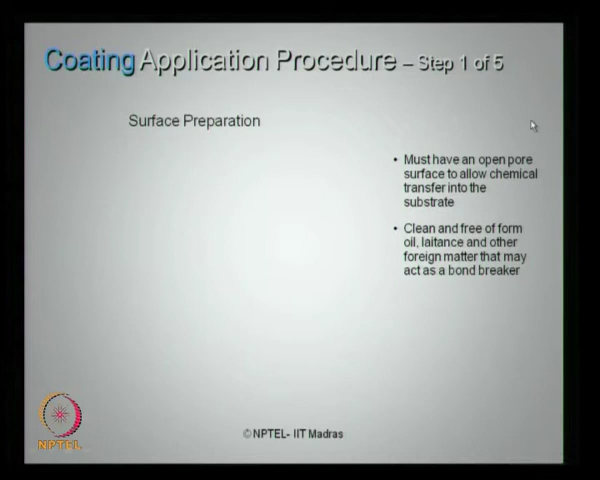 Coating Application Procedure – Step 1 of 5
Surface Preparation
• Must have an open pore
surface to allow chemical
transfer into the
substrate
• Clean and free of form
oil, laitance and other
foreign matter that may
act as a bond breaker
NPTEL
© NPTEL- IIT Madras